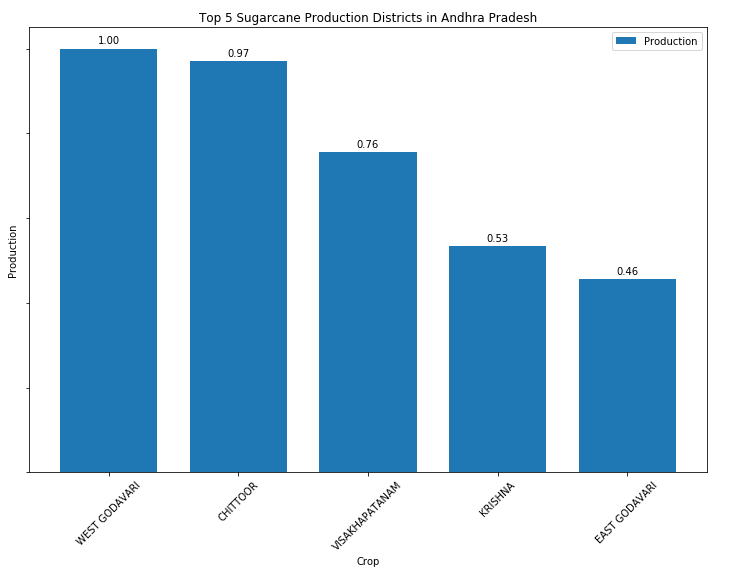 Top 5 Sugarcane Production Districts in Andhra Pradesh
Production
1.00
0.97
0.76
0.53
0.46
Production
WEST GODAVARI
CHITTOOR
VISAKHAPATANAM
KRISHNA
EAST GODAVARI
Crop